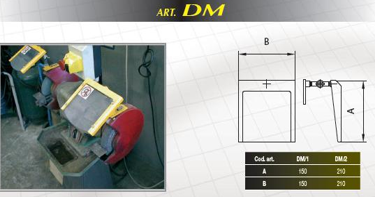 ART. DM
B
A
Cod. art. DM/1 DM/2
A 150 210
B 150 210